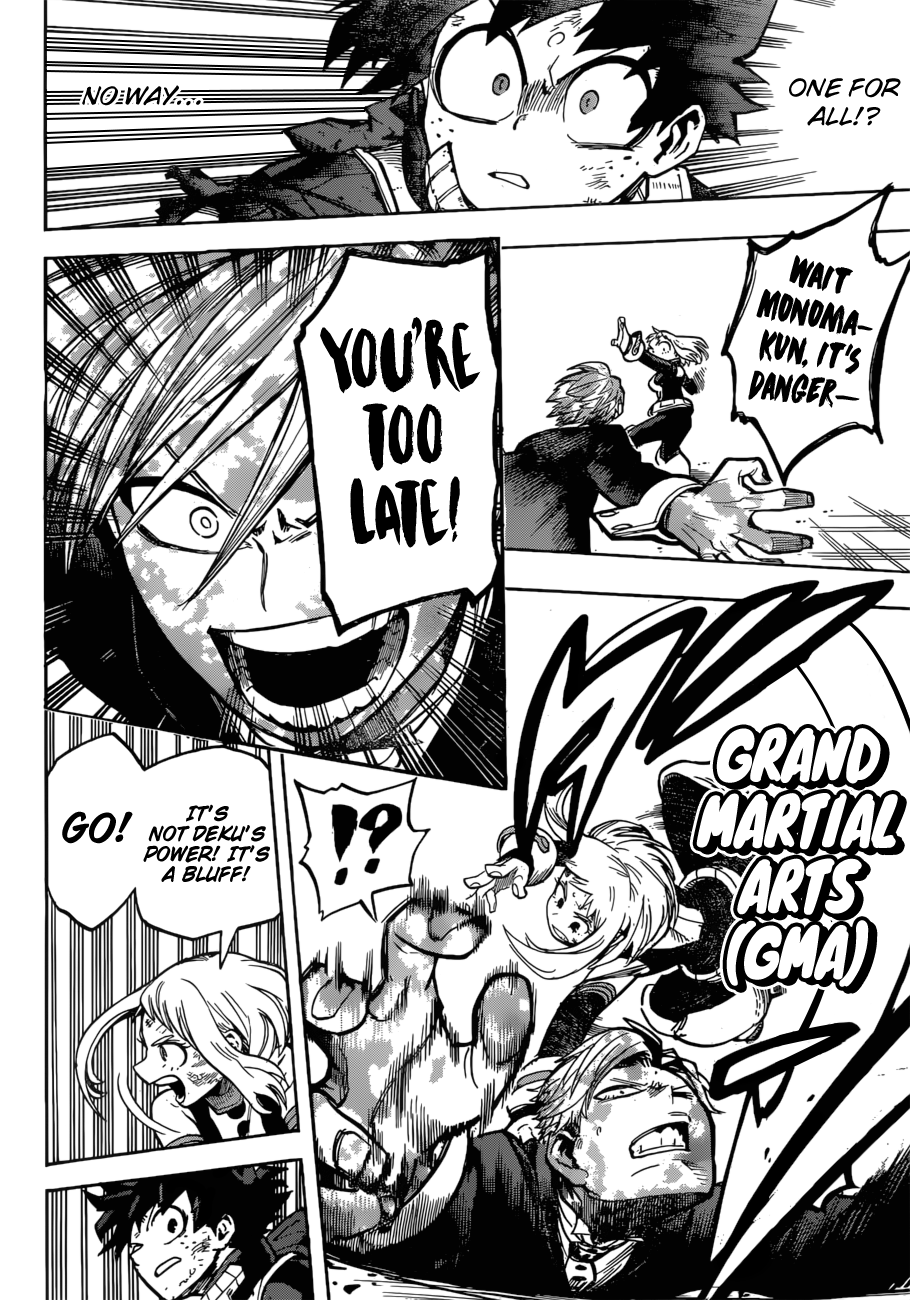 ONE FOR
ALL!?
NO WAY...
WAIT
MONOMA-
KUN, IT'S
DANGER—
YOU'RE
TOO
LATE!
GRAND
MARTIAL
ARTS
(GMA)
!?
IT'S
NOT DEKU'S
POWER! IT'S
A BLUFF!
GO!